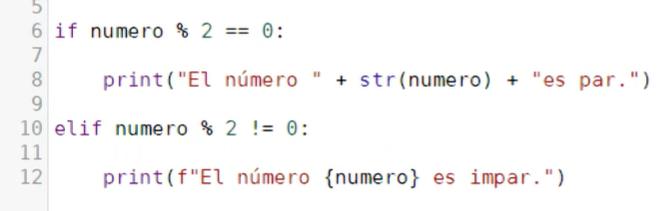 5
6 if numero % 2 == 0:
7
8     print("El número " + str(numero) + "es par.")
9
10 elif numero % 2 != 0:
11
12     print(f"El número {numero} es impar.")